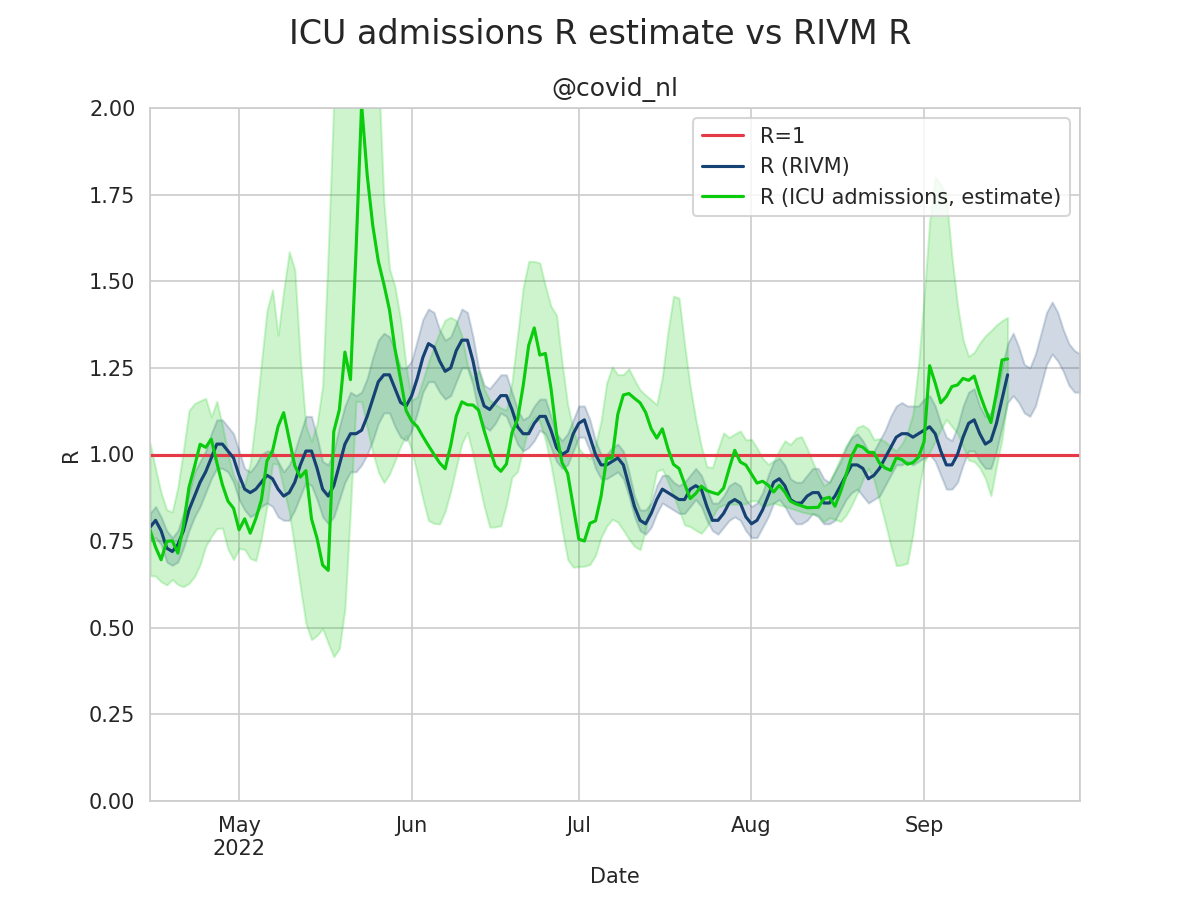 ICU admissions R estimate vs RIVM R
@covid_nl
R=1
R (RIVM)
R (ICU admissions, estimate)
2.00
1.75
1.50
1.25
1.00
0.75
0.50
0.25
0.00
R
May
2022
Jun
Jul
Aug
Sep
Date